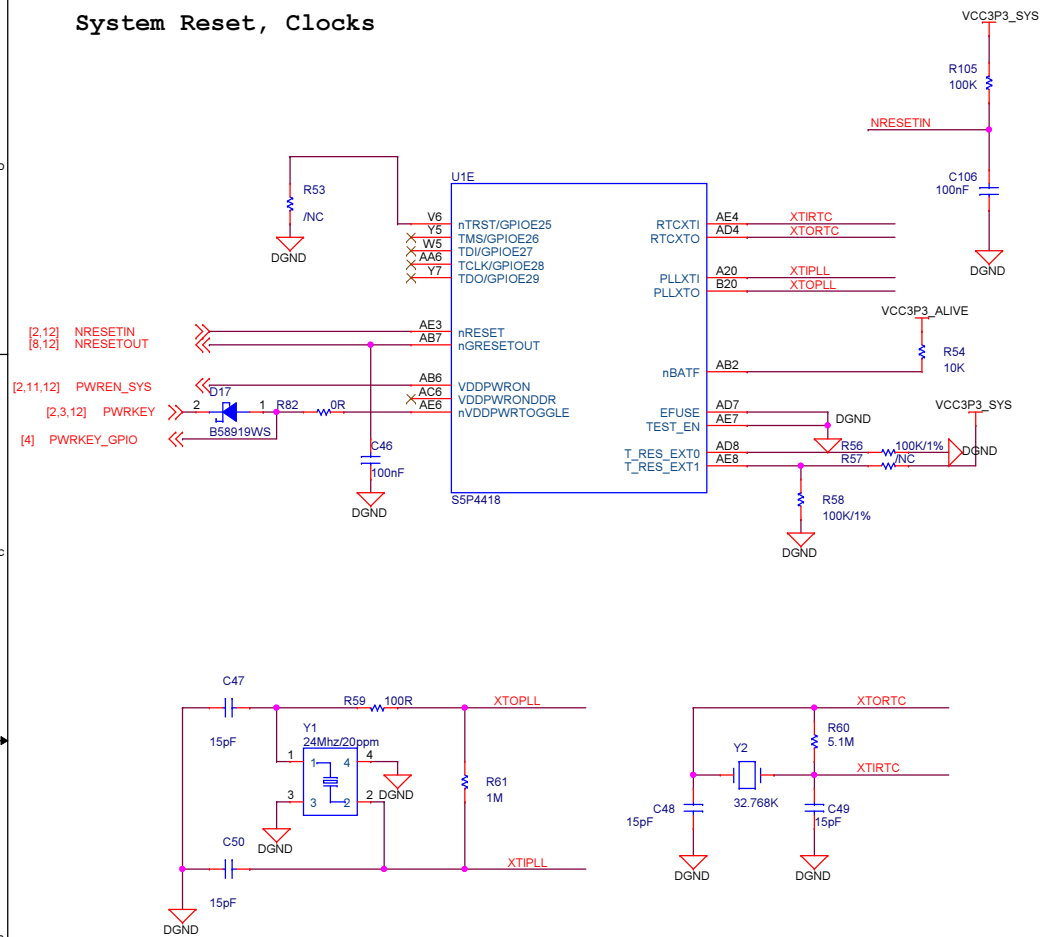 System Reset, Clocks
VCC3P3_SYS
R105
100K
NRESETIN
C106
100nF
DGND
R53
/NC
DGND
U1E
V6 nTRST/GPIOE25
Y5 TMS/GPIOE26
W5 TDI/GPIOE27
AA6 TCLK/GPIOE28
Y7 TDO/GPIOE29
RTCXTI AE4 XTIRTC
RTCXTO AD4 XTORTC
PLLXTI A20 XTIPLL
PLLXTO B20 XTOPLL
VCC3P3_ALIVE
R54
10K
[2,12] NRESETIN AE3 nRESET
[8,12] NRESETOUT AB7 nGRESETOUT
nBATF AB2
[2,11,12] PWREN_SYS AB6 VDDPWRON
AC6 VDDPWRONDDR
D17
[2,3,12] PWRKEY 2 1 R82 0R AE6 nVDDPWRTOGGLE
B58919WS
[4] PWRKEY_GPIO
C46
100nF
DGND
VCC3P3_SYS
EFUSE AD7
TEST_EN AE7
DGND
T_RES_EXT0 AD8 R56 100K/1%
DGND
T_RES_EXT1 AE8 R57 /NC
R58
100K/1%
DGND
S5P4418
C47
15pF
R59 100R XTOPLL
Y1
24Mhz/20ppm
1 1 4 4
DGND
3 3 2 2
DGND
R61
1M
C50
15pF
XTIPLL
DGND
XTORTC
R60
5.1M
Y2
32.768K
XTIRTC
C48
15pF
C49
15pF
DGND
DGND